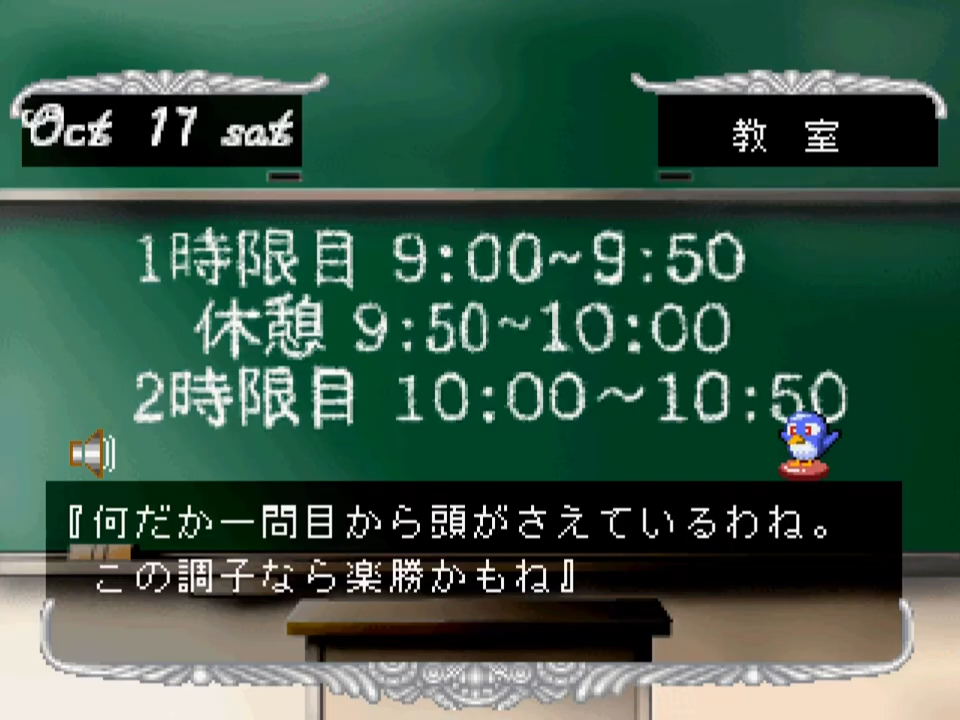 Oct 17 sat
教室
1時限目 9:00~9:50
休憩 9:50~10:00
2時限目 10:00~10:50
『何だか一問目から頭がさえているわね。
この調子なら楽勝かもね』